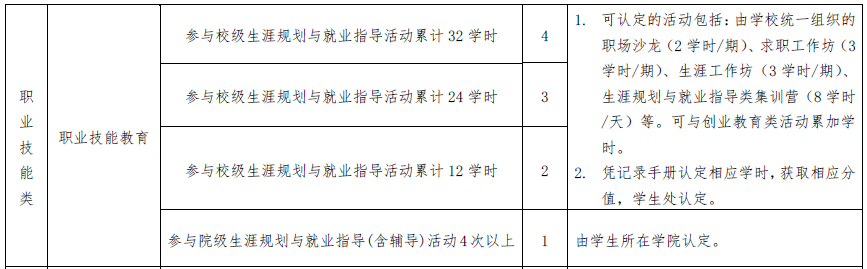 职
业
技
能
类
职业技能教育
参与校级生涯规划与就业指导活动累计 32 学时
4
参与校级生涯规划与就业指导活动累计 24 学时
3
参与校级生涯规划与就业指导活动累计 12 学时
2
1. 可认定的活动包括：由学校统一组织的
职场沙龙（2 学时/期）、求职工作坊（3
学时/期）、生涯工作坊（3 学时/期）、
生涯规划与就业指导类集训营（8 学时
/天）等。可与创业教育类活动累加学
时。
2. 凭记录手册认定相应学时，获取相应分
值，学生处认定。
参与院级生涯规划与就业指导(含辅导)活动 4 次以上
1
由学生所在学院认定。